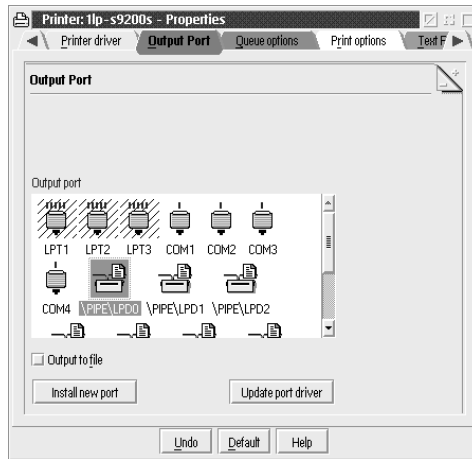 Printer: 1lp-s9200s - Properties
Printer driver Output Port Queue options Print options Text F
Output Port
Output port
LPT1 LPT2 LPT3 COM1 COM2 COM3
COM4 \PIPE\LPD0 \PIPE\LPD1 \PIPE\LPD2
Output to file
Install new port Update port driver
Undo Default Help